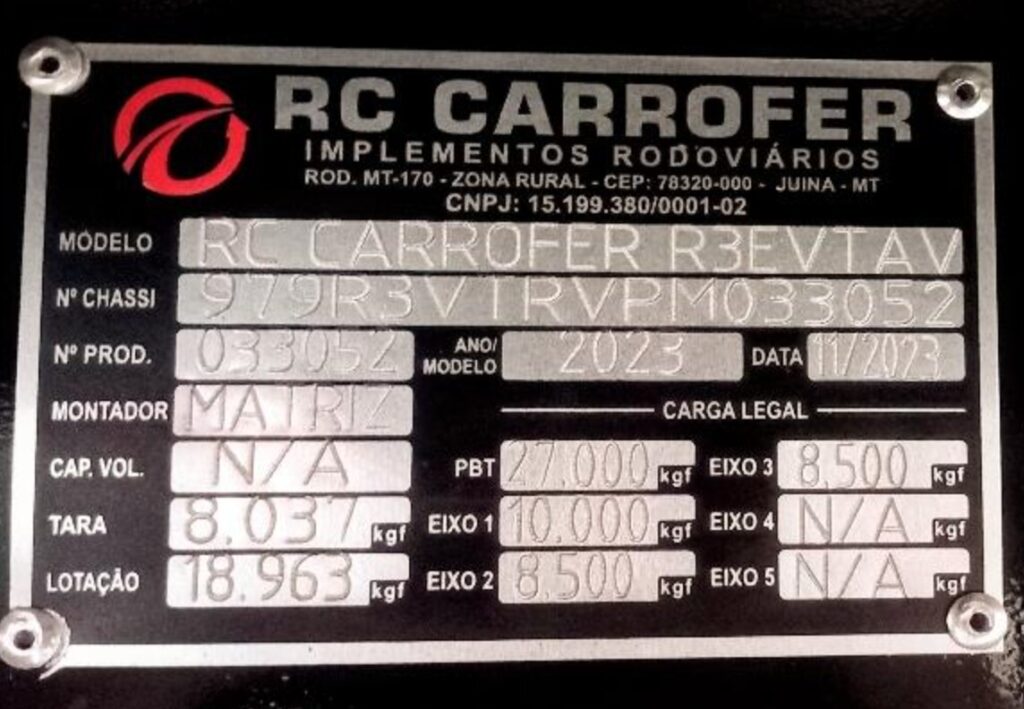 RC CARROFER
IMPLEMENTOS RODOVIÁRIOS
ROD. MT-170 - ZONA RURAL - CEP: 78320-000 - JUINA - MT
CNPJ: 15.199.380/0001-02
MODELO RC CARROFER R3EVTAV
Nº CHASSI 979R3VTRVPM033052
Nº PROD. 033052 ANO/MODELO 2023 DATA 11/2023
MONTADOR MATRIZ CARGA LEGAL
CAP. VOL. N/A PBT 27.000 kgf EIXO 3 8.500 kgf
TARA 8.037 kgf EIXO 1 10.000 kgf EIXO 4 N/A kgf
LOTAÇÃO 18.963 kgf EIXO 2 8.500 kgf EIXO 5 N/A kgf